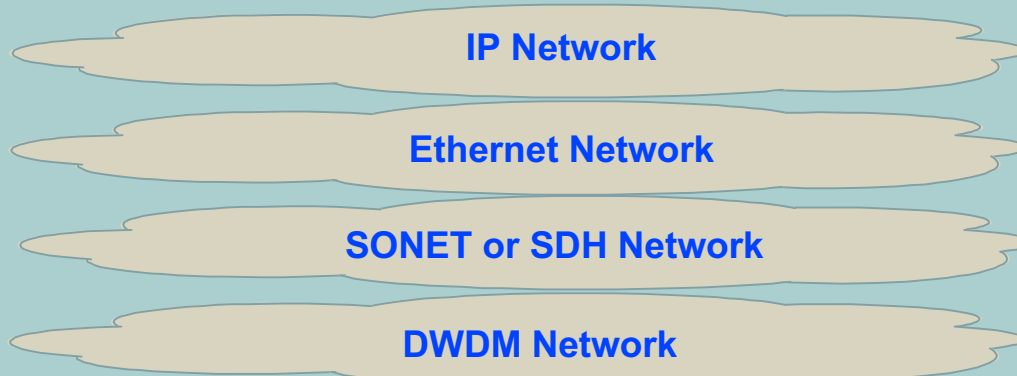 IP Network
Ethernet Network
SONET or SDH Network
DWDM Network